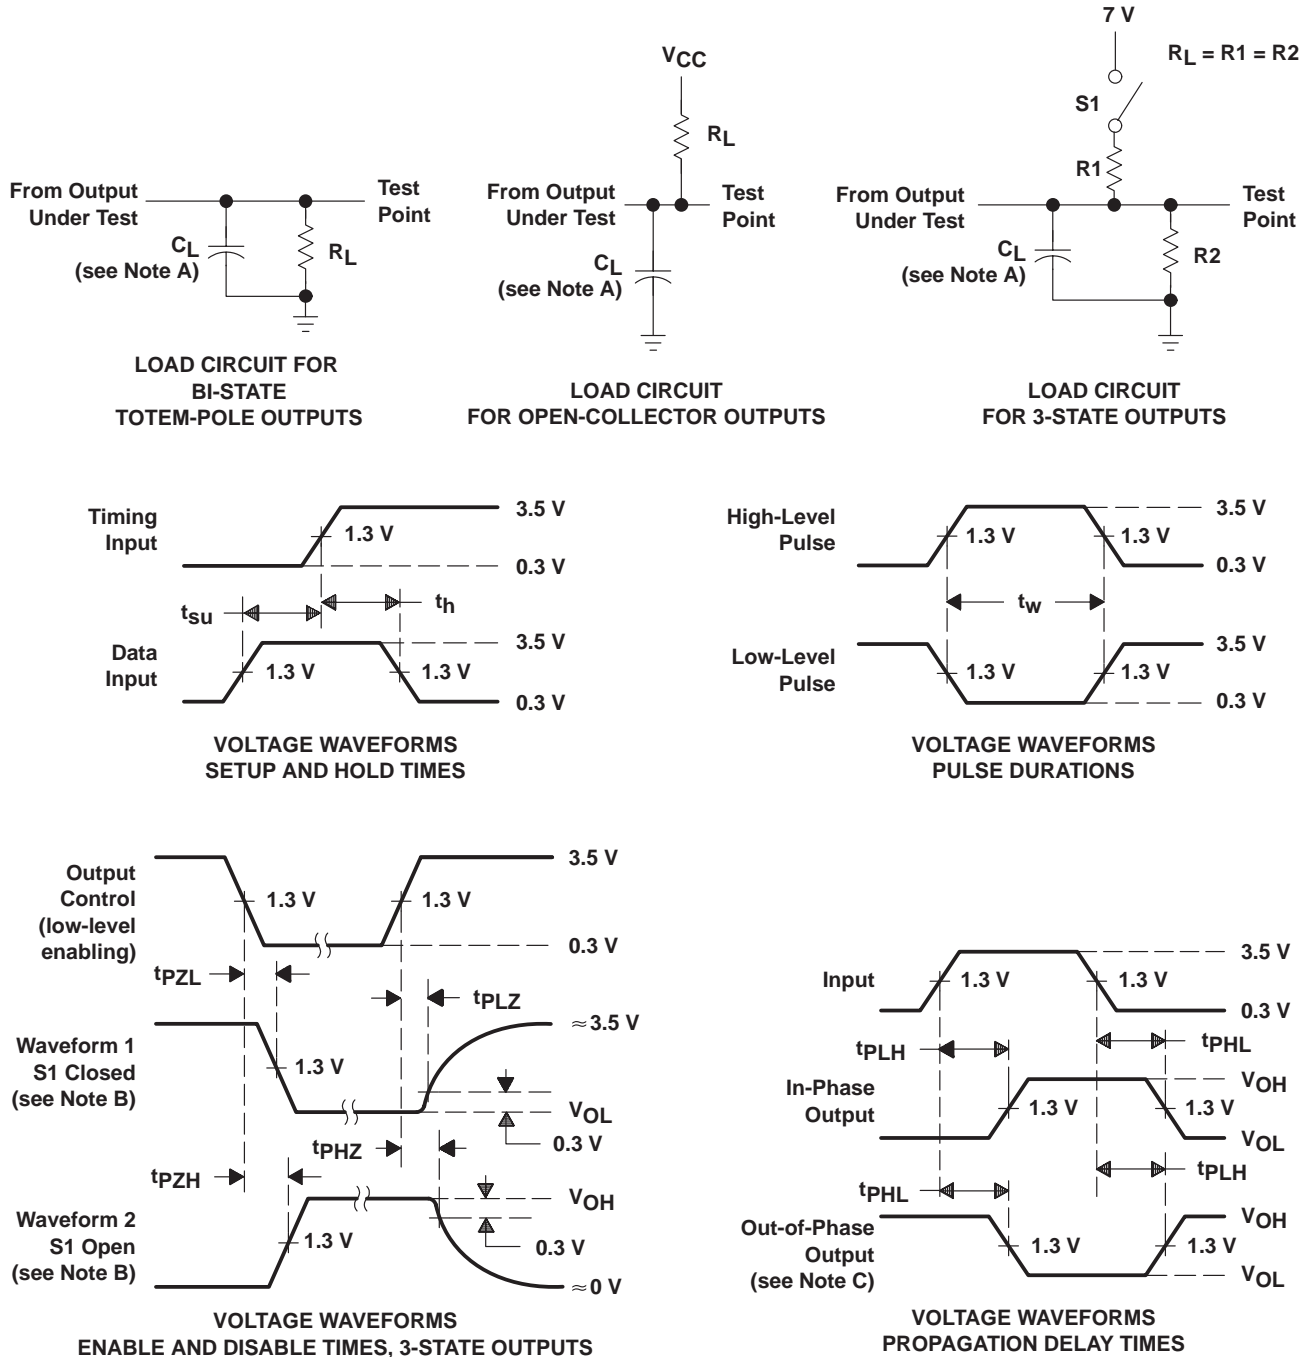 From Output
Under Test
Test
Point
CL
(see Note A)
RL
LOAD CIRCUIT FOR
BI-STATE
TOTEM-POLE OUTPUTS
VCC
RL
From Output
Under Test
Test
Point
CL
(see Note A)
LOAD CIRCUIT
FOR OPEN-COLLECTOR OUTPUTS
7 V
RL = R1 = R2
S1
R1
From Output
Under Test
Test
Point
CL
(see Note A)
R2
LOAD CIRCUIT
FOR 3-STATE OUTPUTS
Timing
Input
1.3 V
3.5 V
0.3 V
tsu
th
Data
Input
1.3 V
1.3 V
3.5 V
0.3 V
VOLTAGE WAVEFORMS
SETUP AND HOLD TIMES
High-Level
Pulse
1.3 V
1.3 V
3.5 V
0.3 V
tw
Low-Level
Pulse
1.3 V
1.3 V
3.5 V
0.3 V
VOLTAGE WAVEFORMS
PULSE DURATIONS
Output
Control
(low-level
enabling)
1.3 V
1.3 V
3.5 V
0.3 V
tPZL
tPLZ
Waveform 1
S1 Closed
(see Note B)
1.3 V
≈3.5 V
VOL
0.3 V
tPHZ
tPZH
Waveform 2
S1 Open
(see Note B)
1.3 V
VOH
0.3 V
≈0 V
VOLTAGE WAVEFORMS
ENABLE AND DISABLE TIMES, 3-STATE OUTPUTS
Input
1.3 V
1.3 V
3.5 V
0.3 V
tPLH
tPHL
In-Phase
Output
1.3 V
1.3 V
VOH
VOL
tPHL
tPLH
Out-of-Phase
Output
(see Note C)
1.3 V
1.3 V
VOH
VOL
VOLTAGE WAVEFORMS
PROPAGATION DELAY TIMES